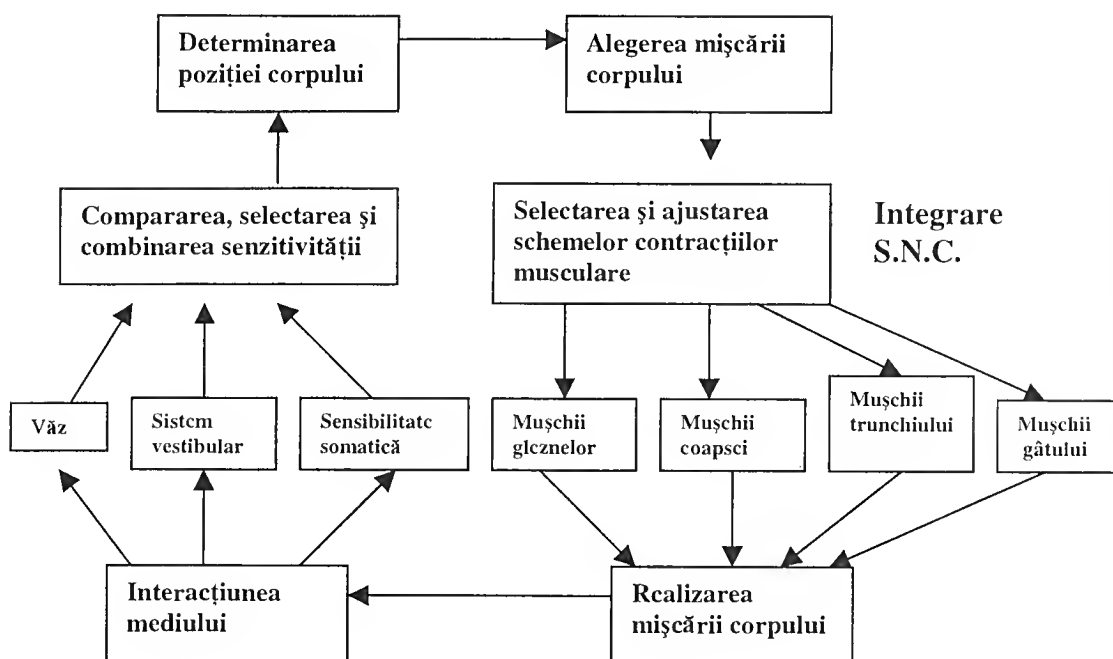 Determinarea
poziției corpului
Alegerea mişcării
corpului
Compararea, selectarea şi
combinarea senzitivității
Selectarea şi ajustarea
schemelor contracțiilor
musculare
Integrare
S.N.C.
Văz
Sistem
vestibular
Sensibilitate
somatică
Muşchii
gleznelor
Muşchii
coapsei
Muşchii
trunchiului
Muşchii
gâtului
Interacțiunea
mediului
Realizarea
mişcării corpului